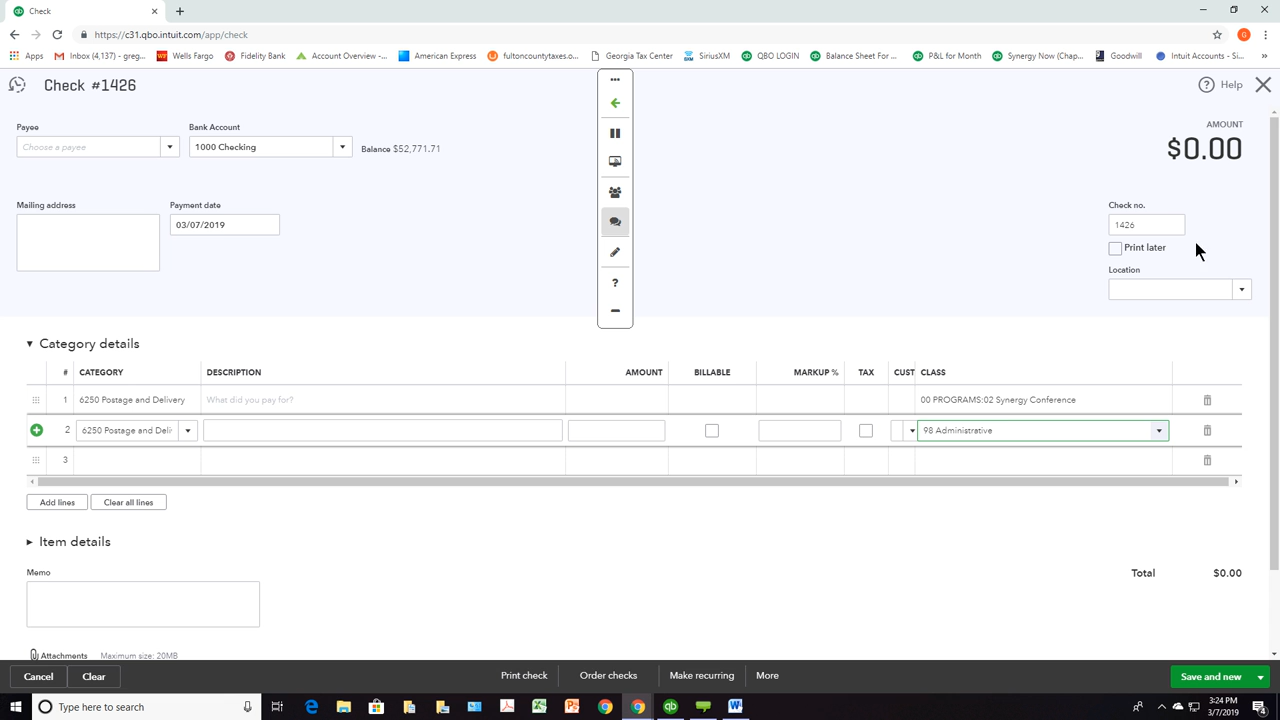 Check
https://c31.qbo.intuit.com/app/check
G
Apps
Inbox (4,137) - greg...
Wells Fargo
Fidelity Bank
Account Overview -...
American Express
fultoncountytaxes.o...
Georgia Tax Center
SiriusXM
QBO LOGIN
Balance Sheet For ...
P&L for Month
Synergy Now (Chap...
Goodwill
Intuit Accounts - Si...
»
Check #1426
Help
Payee
Bank Account
AMOUNT
Choose a payee
1000 Checking
Balance $52,771.71
$0.00
Mailing address
Payment date
Check no.
03/07/2019
1426
Print later
Location
?
Category details
# CATEGORY DESCRIPTION AMOUNT BILLABLE MARKUP % TAX CUST CLASS
1 6250 Postage and Delivery What did you pay for? 00 PROGRAMS:02 Synergy Conference
2 6250 Postage and Deli 98 Administrative
3
Add lines
Clear all lines
Item details
Memo
Total $0.00
Attachments Maximum size: 20MB
Cancel
Clear
Print check
Order checks
Make recurring
More
Save and new
Type here to search
3:24 PM
3/7/2019